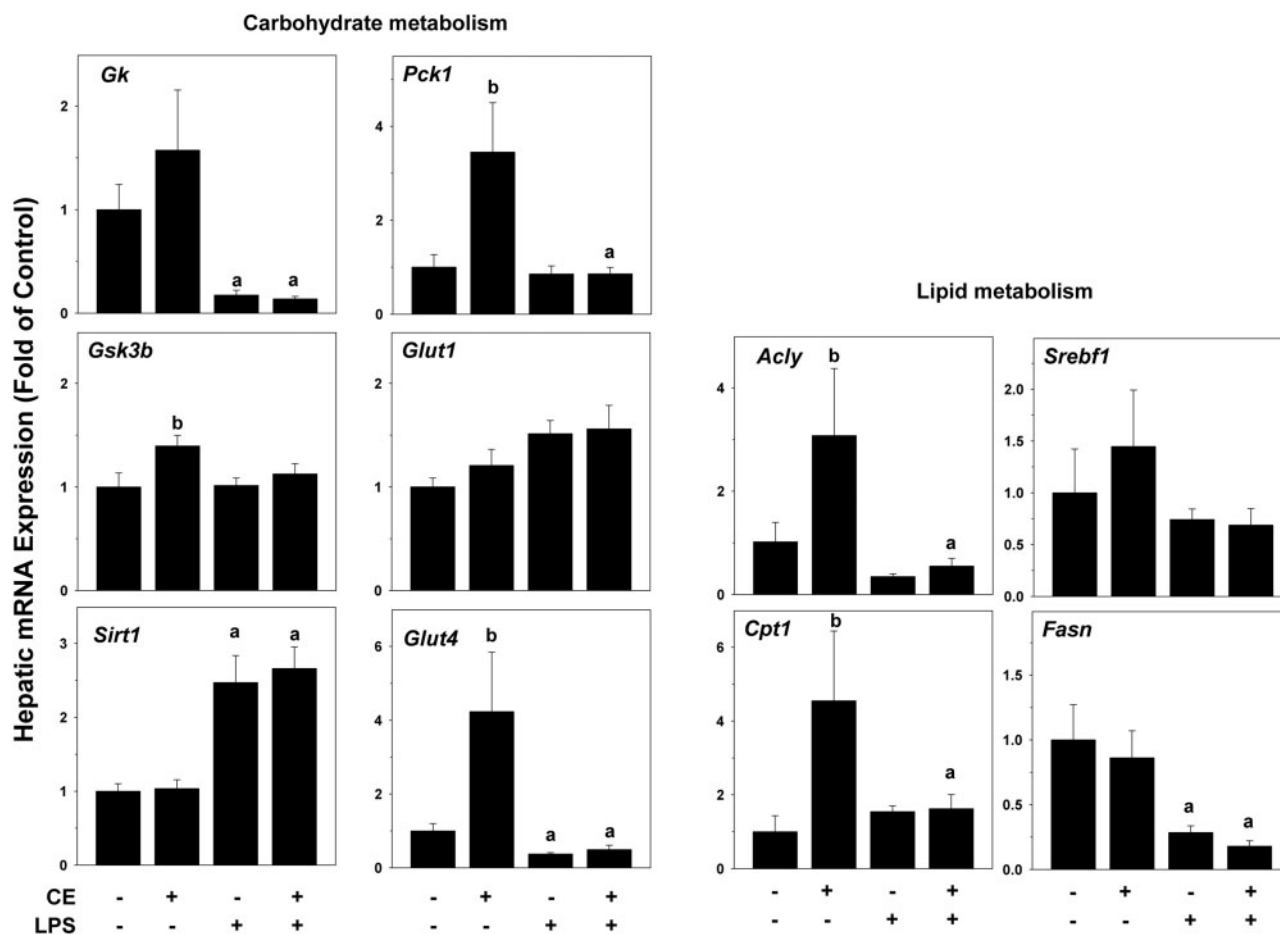 Carbohydrate metabolism
Hepatic mRNA Expression (Fold of Control)
Gk
2
1
0
a
a
Pck1
4
2
0
b
a
Gsk3b
2
1
0
b
Glut1
2
1
0
Sirt1
3
2
1
0
a
a
Glut4
6
4
2
0
b
a
a
CE - + - + - + - +
LPS - - + + - - + +
Lipid metabolism
Acly
4
2
0
b
a
Srebf1
2.0
1.5
1.0
0.5
0.0
Cpt1
6
4
2
0
b
a
Fasn
1.5
1.0
0.5
0.0
a
a
- + - + - + - +
- - + + - - + +